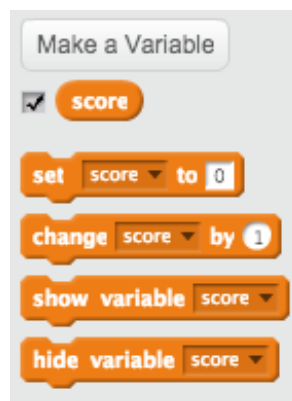 Make a Variable
score
set score to 0
change score by 1
show variable score
hide variable score